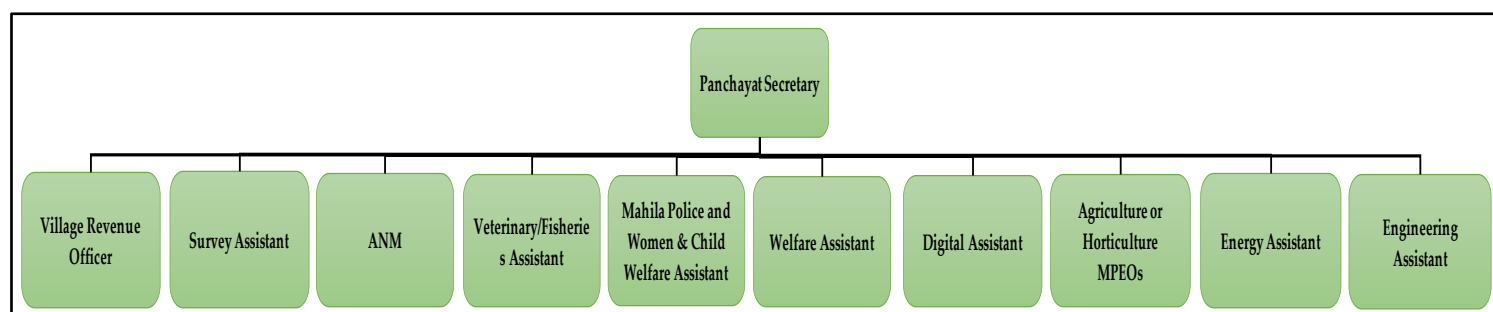 Panchayat Secretary
Village Revenue
Officer
Survey Assistant
ANM
Veterinary/Fisherie
s Assistant
Mahila Police and
Women & Child
Welfare Assistant
Welfare Assistant
Digital Assistant
Agriculture or
Horticulture
MPEOs
Energy Assistant
Engineering
Assistant